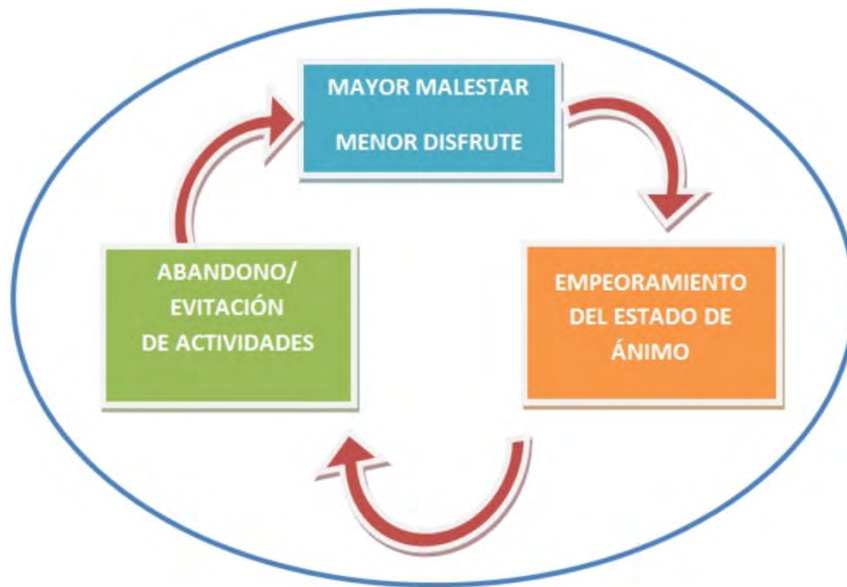 MAYOR MALESTAR
MENOR DISFRUTE
ABANDONO/
EVITACIÓN
DE ACTIVIDADES
EMPEORAMIENTO
DEL ESTADO DE
ÁNIMO